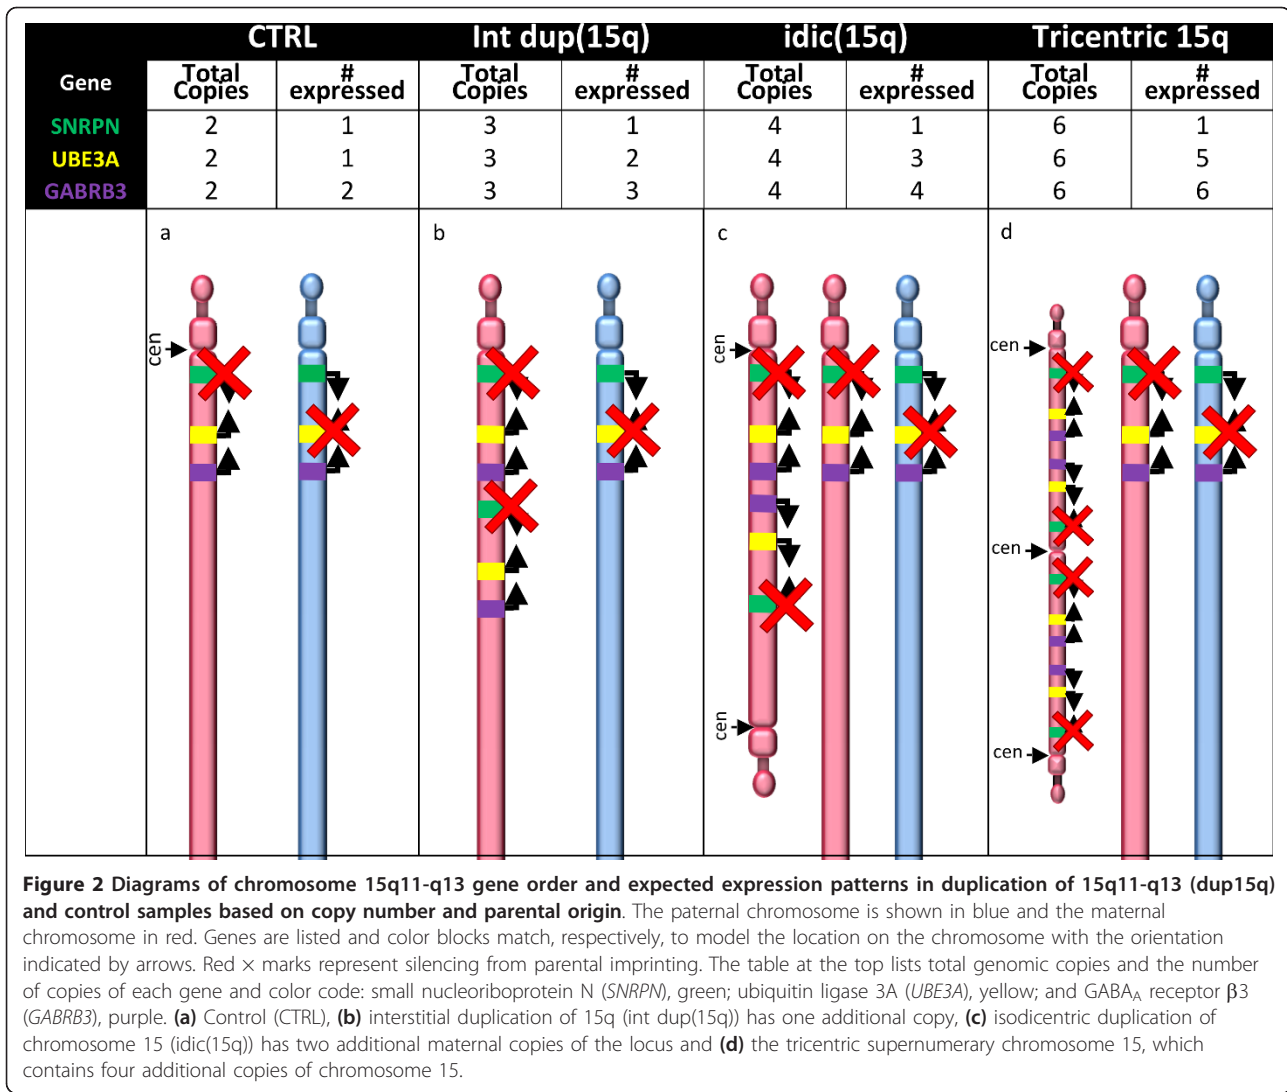 CTRL Int dup(15q) idic(15q) Tricentric 15q
Gene Total Copies # expressed Total Copies # expressed Total Copies # expressed Total Copies # expressed
SNRPN 2 1 3 1 4 1 6 1
UBE3A 2 1 3 2 4 3 6 5
GABRB3 2 2 3 3 4 4 6 6
a b c d
cen cen cen
cen
cen cen
Figure 2 Diagrams of chromosome 15q11-q13 gene order and expected expression patterns in duplication of 15q11-q13 (dup15q)
and control samples based on copy number and parental origin. The paternal chromosome is shown in blue and the maternal
chromosome in red. Genes are listed and color blocks match, respectively, to model the location on the chromosome with the orientation
indicated by arrows. Red × marks represent silencing from parental imprinting. The table at the top lists total genomic copies and the number
of copies of each gene and color code: small nucleoriboprotein N (SNRPN), green; ubiquitin ligase 3A (UBE3A), yellow; and GABAA receptor β3
(GABRB3), purple. (a) Control (CTRL), (b) interstitial duplication of 15q (int dup(15q)) has one additional copy, (c) isodicentric duplication of
chromosome 15 (idic(15q)) has two additional maternal copies of the locus and (d) the tricentric supernumerary chromosome 15, which
contains four additional copies of chromosome 15.